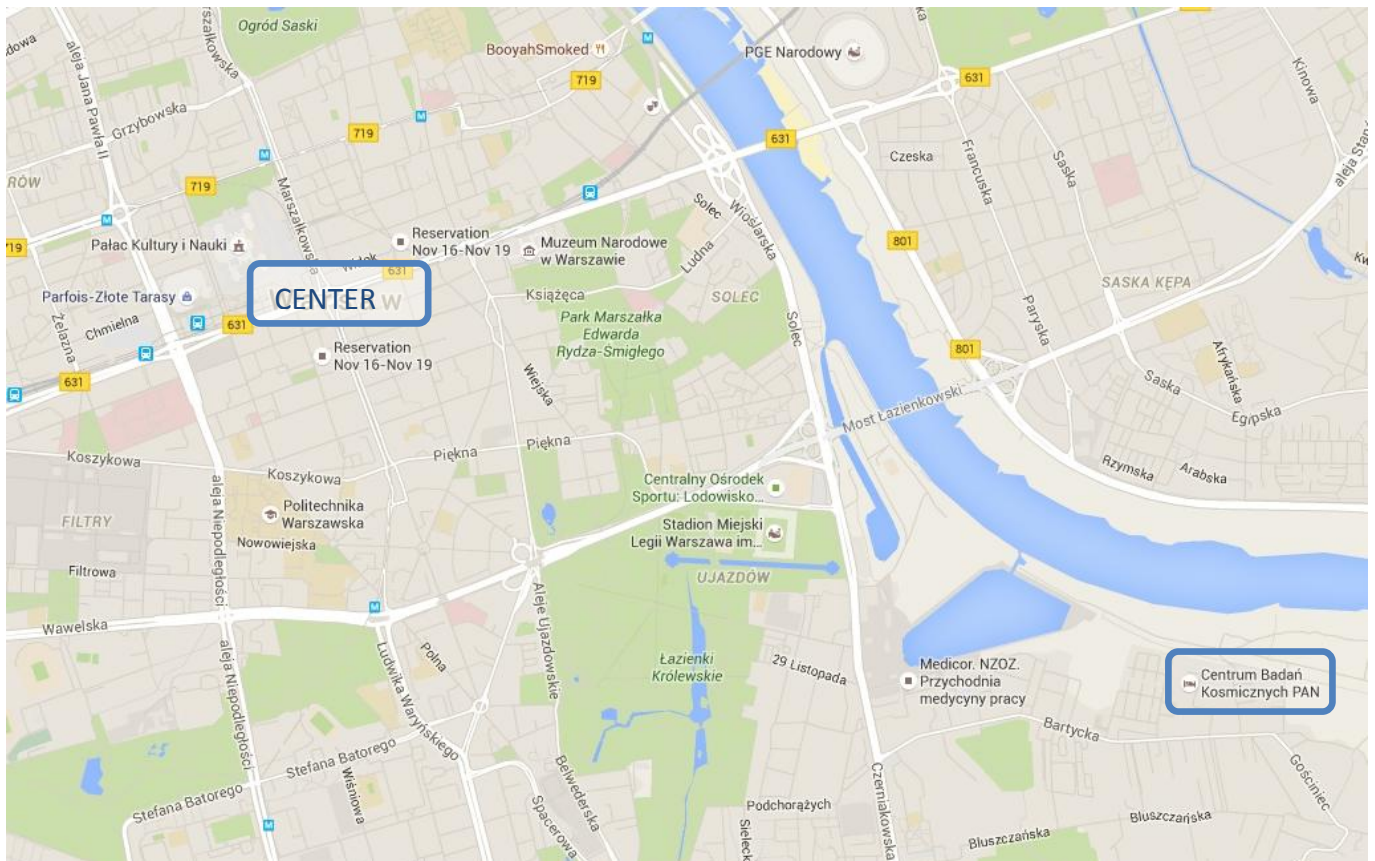 Ogród Saski
Marszałkowska
BooyahSmoked
PGE Narodowy
aleja Jana Pawła II
Grzybowska
719
719
719
631
631
Kinowa
Czeska
Francuska
Saska
M
M
M
M
Marszałkowska
Solec
Wioślarska
Pałac Kultury i Nauki
Reservation
Nov 16-Nov 19
Muzeum Narodowe
w Warszawie
Ludna
801
631
CENTER
Parfois-Złote Tarasy
Książęca
SOLEC
SASKA KĘPA
Żelazna
Chmielna
631
Park Marszałka
Edwarda
Rydza-Śmigłego
Solec
Paryska
Reservation
Nov 16-Nov 19
801
631
Wiejska
Afrykańska
Saska
Egipska
Most Łazienkowski
Koszykowa
Koszykowa
Piękna
Piękna
Rzymska
Arabska
aleja Niepodległości
Centralny Ośrodek
Sportu: Lodowisko...
Politechnika
Warszawska
FILTRY
Nowowiejska
Stadion Miejski
Legii Warszawa im...
Filtrowa
UJAZDÓW
Aleje Ujazdowskie
M
Wawelska
aleja Niepodległości
Ludwika Waryńskiego
Polna
Łazienki
Królewskie
29 Listopada
Medicor. NZOZ.
Przychodnia
medycyny pracy
Centrum Badań
Kosmicznych PAN
Bartycka
Gościniec
Stefana Batorego
Stefana Batorego
Wiśniowa
Belwederska
Spacerowa
Czerniakowska
Podchorążych
Bluszczańska
Bluszczańska
M